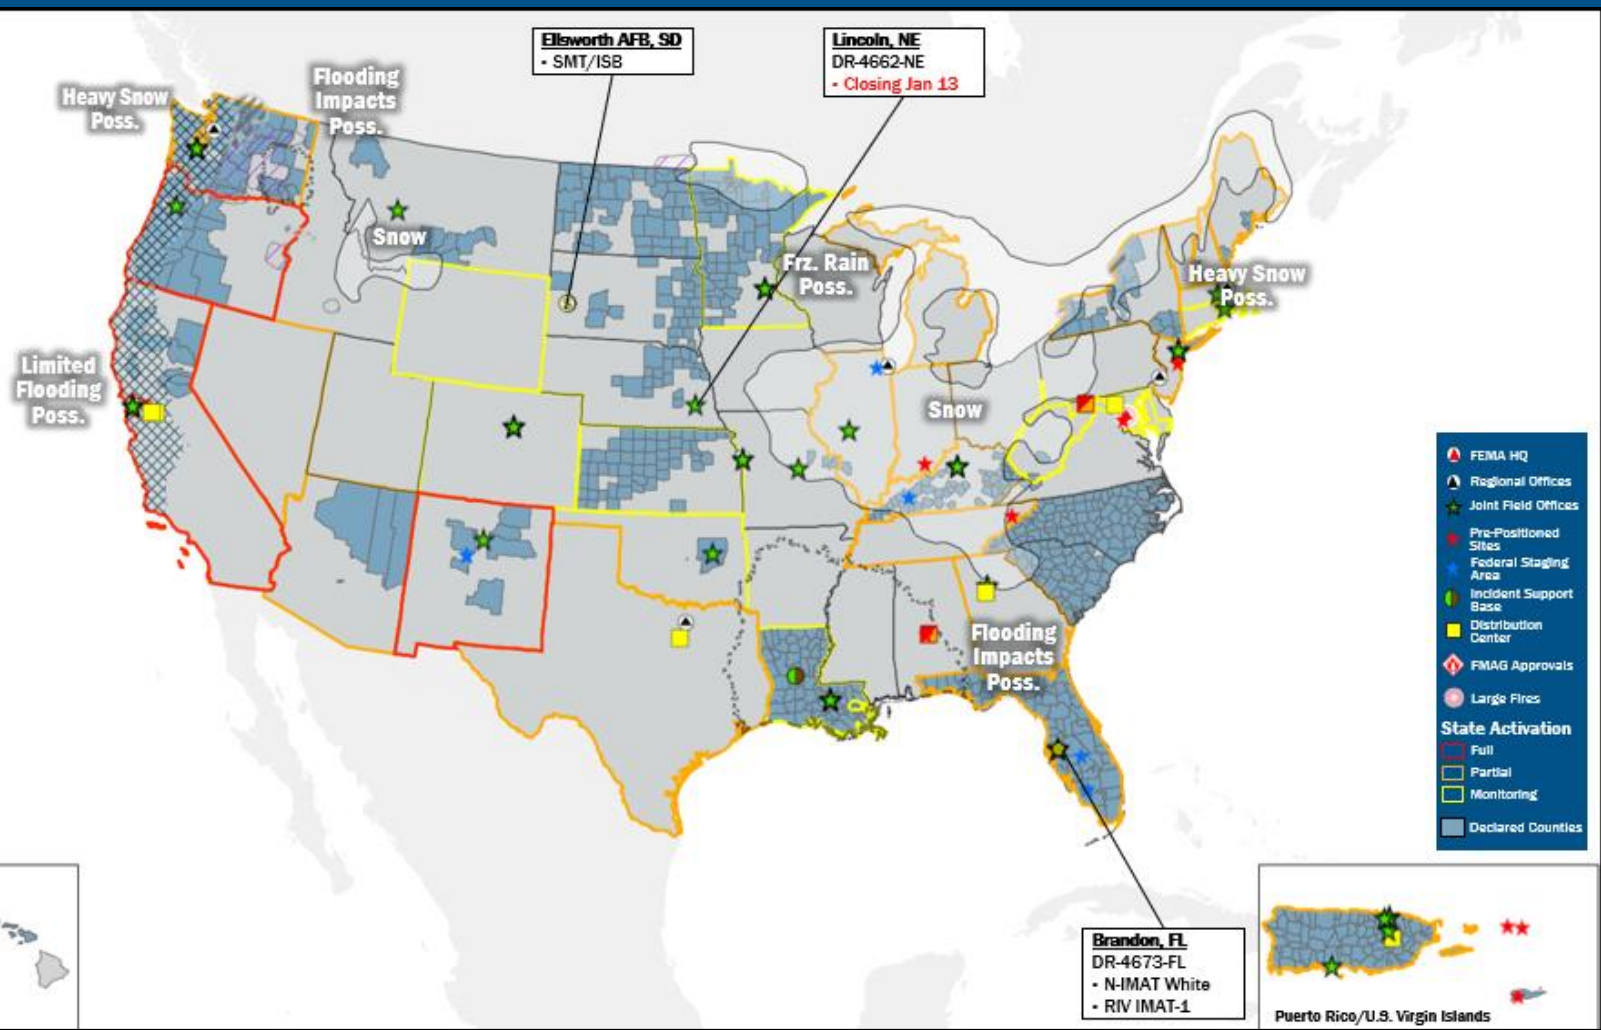 Ellsworth AFB, SD
- SMT/ISB
Lincoln, NE
DR-4662-NE
- Closing Jan 13
Heavy Snow
Poss.
Flooding
Impacts
Poss.
Snow
Frz. Rain
Poss.
Heavy Snow
Poss.
Limited
Flooding
Poss.
Snow
Flooding
Impacts
Poss.
FEMA HQ
Regional Offices
Joint Field Offices
Pre-Positioned
Sites
Federal Staging
Area
Incident Support
Base
Distribution
Center
FMAG Approvals
Large Fires
State Activation
Full
Partial
Monitoring
Declared Counties
Brandon, FL
DR-4673-FL
- N-IMAT White
- RIV IMAT-1
Puerto Rico/U.S. Virgin Islands